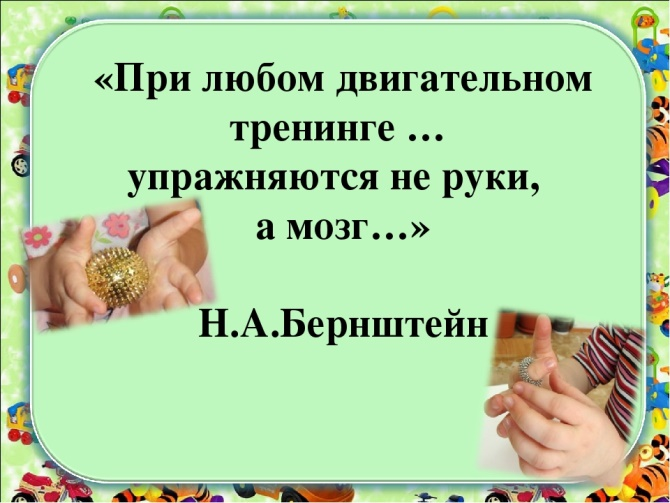 «При любом двигательном
тренинге …
упражняются не руки,
а мозг…»
Н.А.Бернштейн